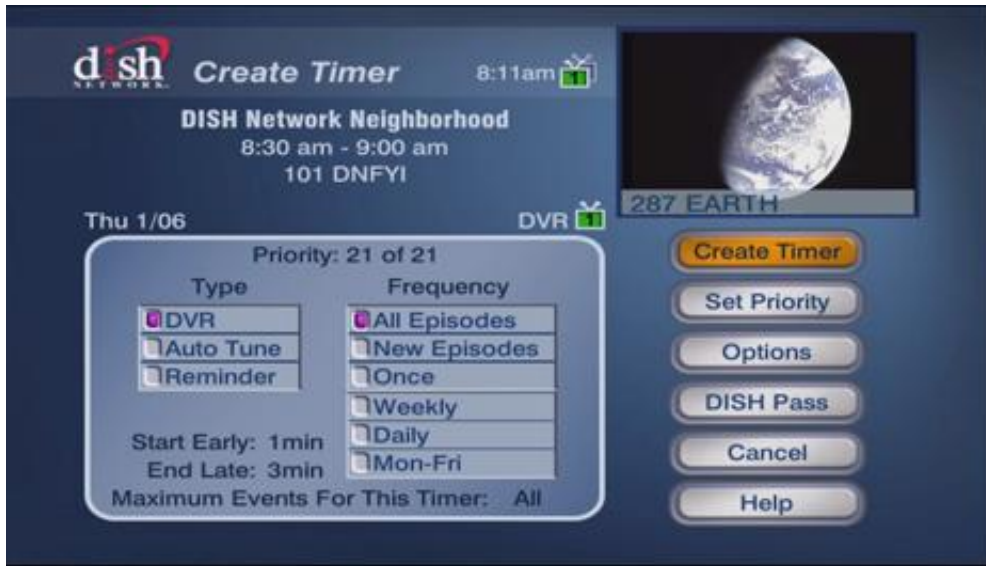 dish
NETWORK.
Create Timer
8:11am
1
DISH Network Neighborhood
8:30 am - 9:00 am
101 DNFYI
287 EARTH
Thu 1/06
DVR 1
Priority: 21 of 21
Type
DVR
Auto Tune
Reminder
Frequency
All Episodes
New Episodes
Once
Weekly
Daily
Mon-Fri
Start Early: 1min
End Late: 3min
Maximum Events For This Timer: All
Create Timer
Set Priority
Options
DISH Pass
Cancel
Help